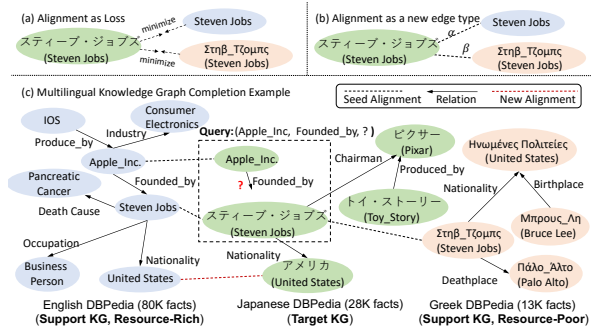 (a) Alignment as Loss
minimize
Steven Jobs
スティーブ・ジョブズ
(Steven Jobs)
minimize
Στηβ_Τζομπς
(Steven Jobs)
(b) Alignment as a new edge type
Steven Jobs
α
スティーブ・ジョブズ
(Steven Jobs)
β
Στηβ_Τζομπς
(Steven Jobs)
(c) Multilingual Knowledge Graph Completion Example
Seed Alignment
Relation
New Alignment
IOS
Consumer
Electronics
Produce_by
Industry
Apple_Inc.
Founded_by
Pancreatic
Cancer
Death Cause
Steven Jobs
Occupation
Nationality
Business
Person
United States
English DBPedia (80K facts)
(Support KG, Resource-Rich)
Query:(Apple_Inc, Founded_by, ? )
Apple_Inc.
? Founded_by
スティーブ・ジョブズ
(Steven Jobs)
Chairman
ピクサー
(Pixar)
Produced_by
トイ・ストーリー
(Toy_Story)
Nationality
アメリカ
(United States)
Japanese DBPedia (28K facts)
(Target KG)
Ηνωμένες Πολιτείες
(United States)
Nationality
Birthplace
Μπρους_Λη
(Bruce Lee)
Στηβ_Τζομπς
(Steven Jobs)
Deathplace
Πάλο_Άλτο
(Palo Alto)
Greek DBPedia (13K facts)
(Support KG, Resource-Poor)